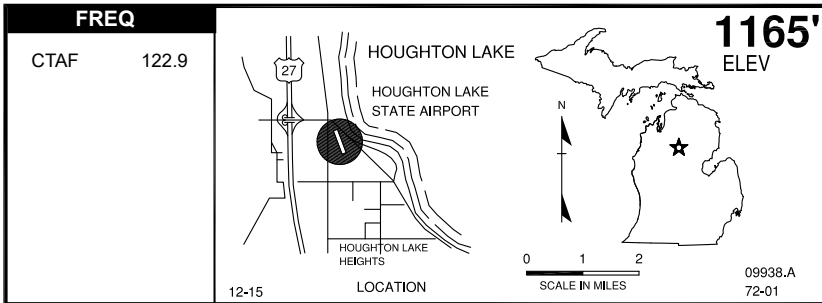 FREQ
CTAF 122.9
HOUGHTON LAKE
HOUGHTON LAKE
STATE AIRPORT
27
HOUGHTON LAKE
HEIGHTS
12-15
LOCATION
1165'
ELEV
N
0 1 2
SCALE IN MILES
09938.A
72-01